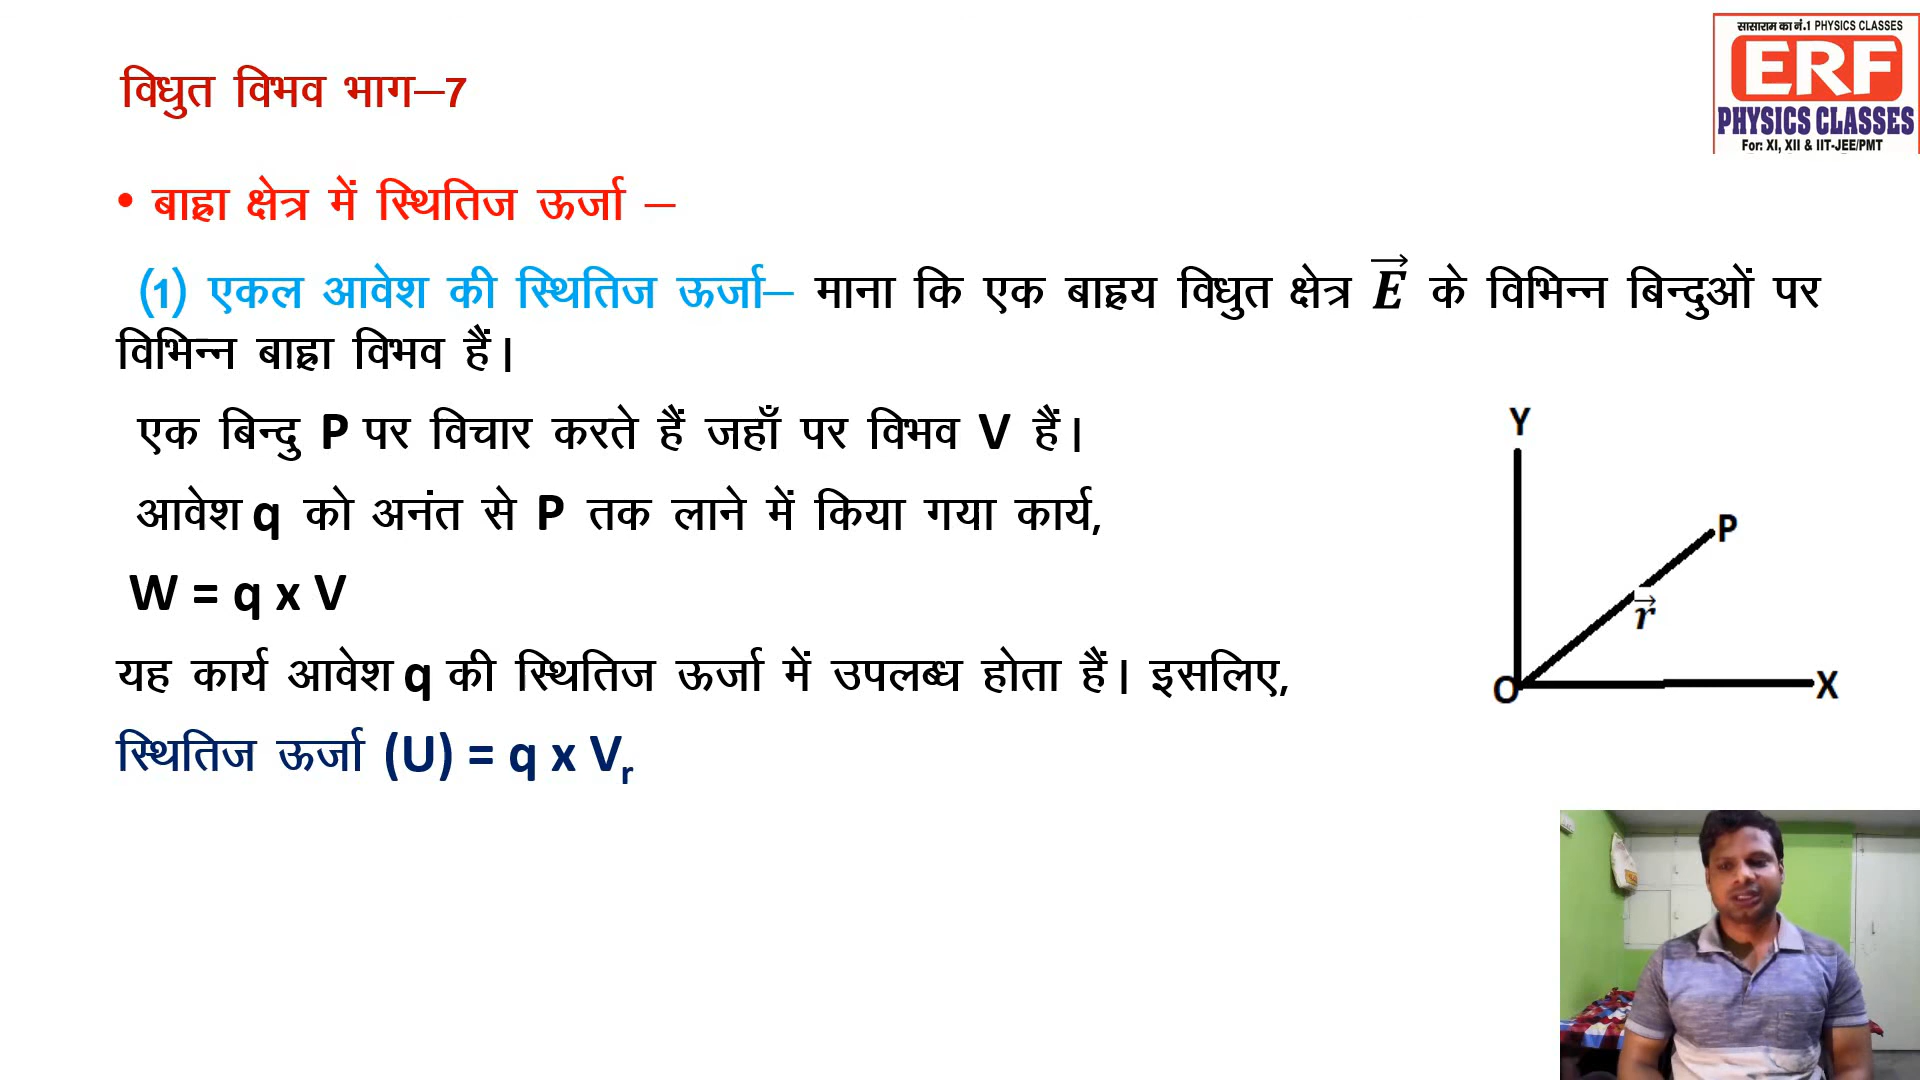 सासाराम का नं.1 PHYSICS CLASSES
ERF
PHYSICS CLASSES
For: XI, XII & IIT-JEE/PMT
विधुत विभव भाग–7
• बाह्रा क्षेत्र में स्थितिज ऊर्जा –
(1) एकल आवेश की स्थितिज ऊर्जा– माना कि एक बाह्रय विधुत क्षेत्र E⃗ के विभिन्न बिन्दुओं पर
विभिन्न बाह्रा विभव हैं।
एक बिन्दु P पर विचार करते हैं जहाँ पर विभव V हैं।
आवेश q को अनंत से P तक लाने में किया गया कार्य,
W = q x V
यह कार्य आवेश q की स्थितिज ऊर्जा में उपलब्ध होता हैं। इसलिए,
स्थितिज ऊर्जा (U) = q x Vᵣ
Y
P
r⃗
O
X